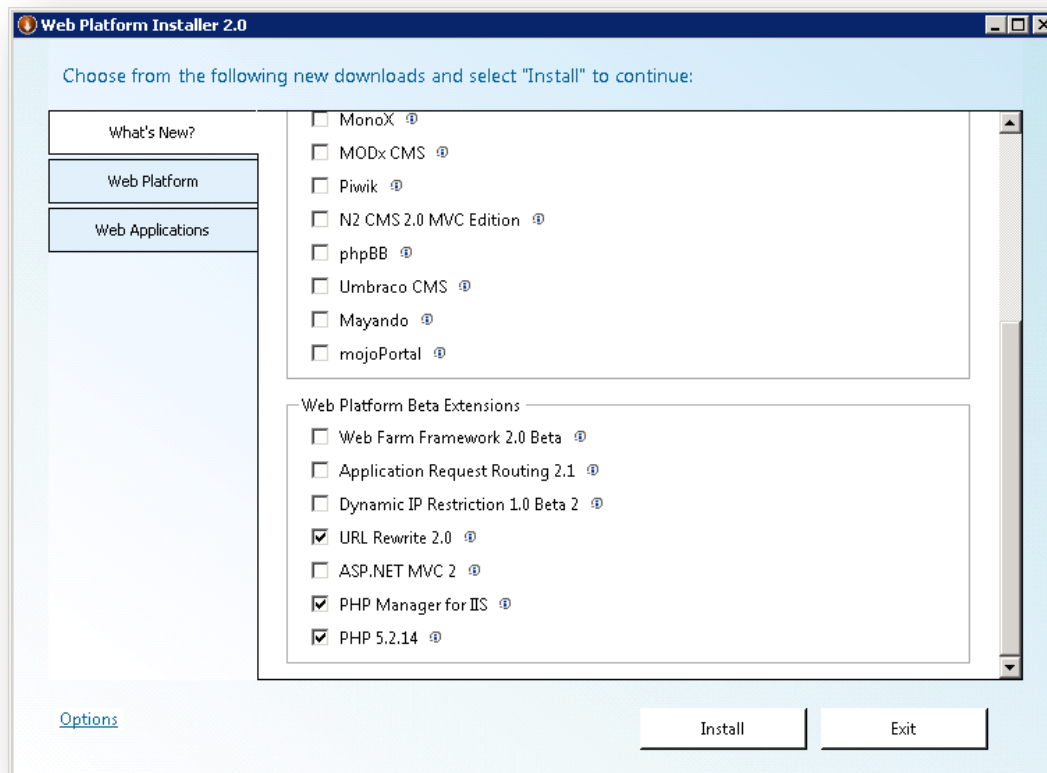 Web Platform Installer 2.0
Choose from the following new downloads and select "Install" to continue:
What's New?
Web Platform
Web Applications
MonoX
MODx CMS
Piwik
N2 CMS 2.0 MVC Edition
phpBB
Umbraco CMS
Mayando
mojoPortal
Web Platform Beta Extensions
Web Farm Framework 2.0 Beta
Application Request Routing 2.1
Dynamic IP Restriction 1.0 Beta 2
URL Rewrite 2.0
ASP.NET MVC 2
PHP Manager for IIS
PHP 5.2.14
Options
Install
Exit